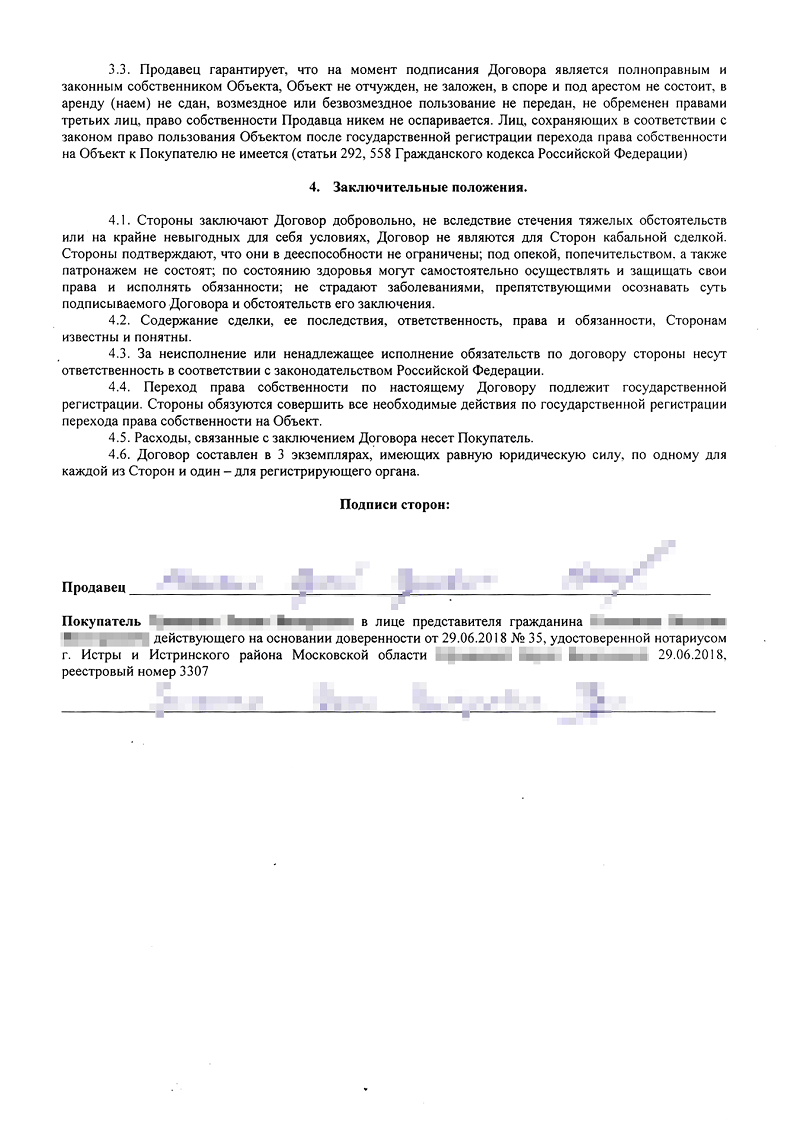 3.3. Продавец гарантирует, что на момент подписания Договора является полноправным и
законным собственником Объекта, Объект не отчужден, не заложен, в споре и под арестом не состоит, в
аренду (наем) не сдан, возмездное или безвозмездное пользование не передан, не обременен правами
третьих лиц, право собственности Продавца никем не оспаривается. Лиц, сохраняющих в соответствии с
законом право пользования Объектом после государственной регистрации перехода права собственности
на Объект к Покупателю не имеется (статьи 292, 558 Гражданского кодекса Российской Федерации)
4. Заключительные положения.
4.1. Стороны заключают Договор добровольно, не вследствие стечения тяжелых обстоятельств
или на крайне невыгодных для себя условиях, Договор не являются для Сторон кабальной сделкой.
Стороны подтверждают, что они в дееспособности не ограничены; под опекой, попечительством, а также
патронажем не состоят; по состоянию здоровья могут самостоятельно осуществлять и защищать свои
права и исполнять обязанности; не страдают заболеваниями, препятствующими осознавать суть
подписываемого Договора и обстоятельств его заключения.
4.2. Содержание сделки, ее последствия, ответственность, права и обязанности, Сторонам
известны и понятны.
4.3. За неисполнение или ненадлежащее исполнение обязательств по договору стороны несут
ответственность в соответствии с законодательством Российской Федерации.
4.4. Переход права собственности по настоящему Договору подлежит государственной
регистрации. Стороны обязуются совершить все необходимые действия по государственной регистрации
перехода права собственности на Объект.
4.5. Расходы, связанные с заключением Договора несет Покупатель.
4.6. Договор составлен в 3 экземплярах, имеющих равную юридическую силу, по одному для
каждой из Сторон и один – для регистрирующего органа.
Подписи сторон:
Продавец
Покупатель в лице представителя гражданина
действующего на основании доверенности от 29.06.2018 № 35, удостоверенной нотариусом
г. Истры и Истринского района Московской области 29.06.2018,
реестровый номер 3307